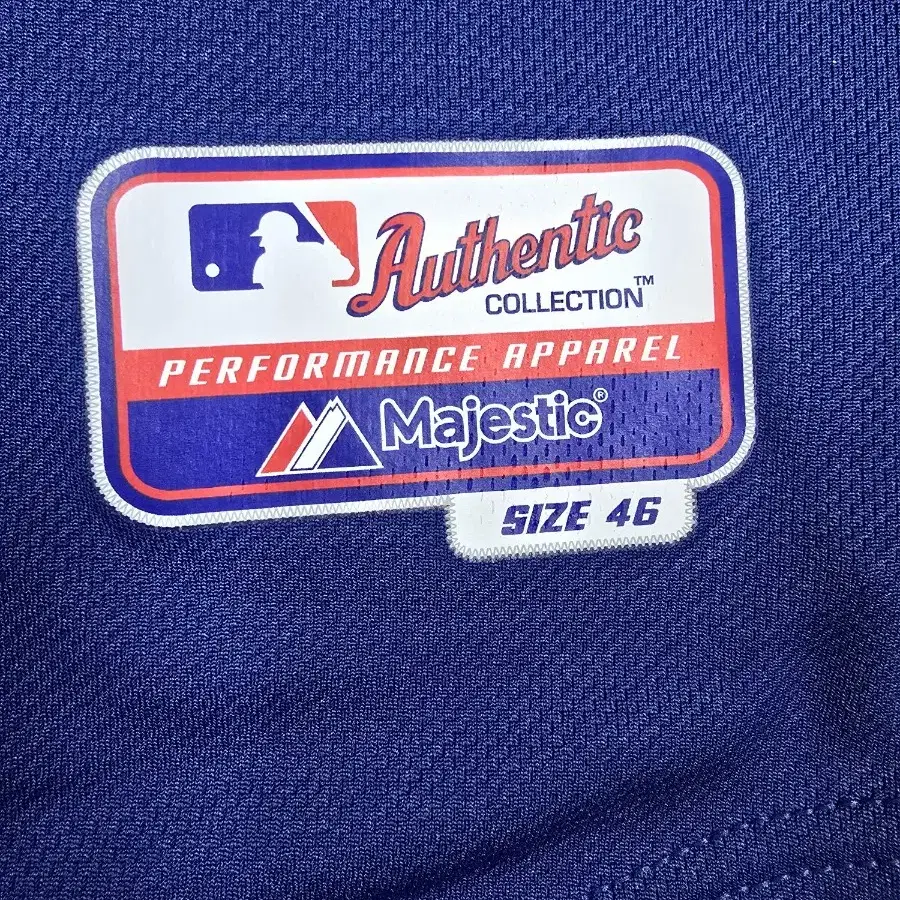 Authentic
COLLECTION™
PERFORMANCE APPAREL
Majestic®
SIZE 46